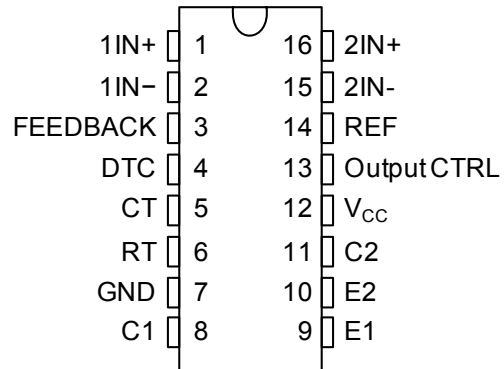 1IN+ 1 16 2IN+
1IN− 2 15 2IN-
FEEDBACK 3 14 REF
DTC 4 13 Output CTRL
CT 5 12 VCC
RT 6 11 C2
GND 7 10 E2
C1 8 9 E1